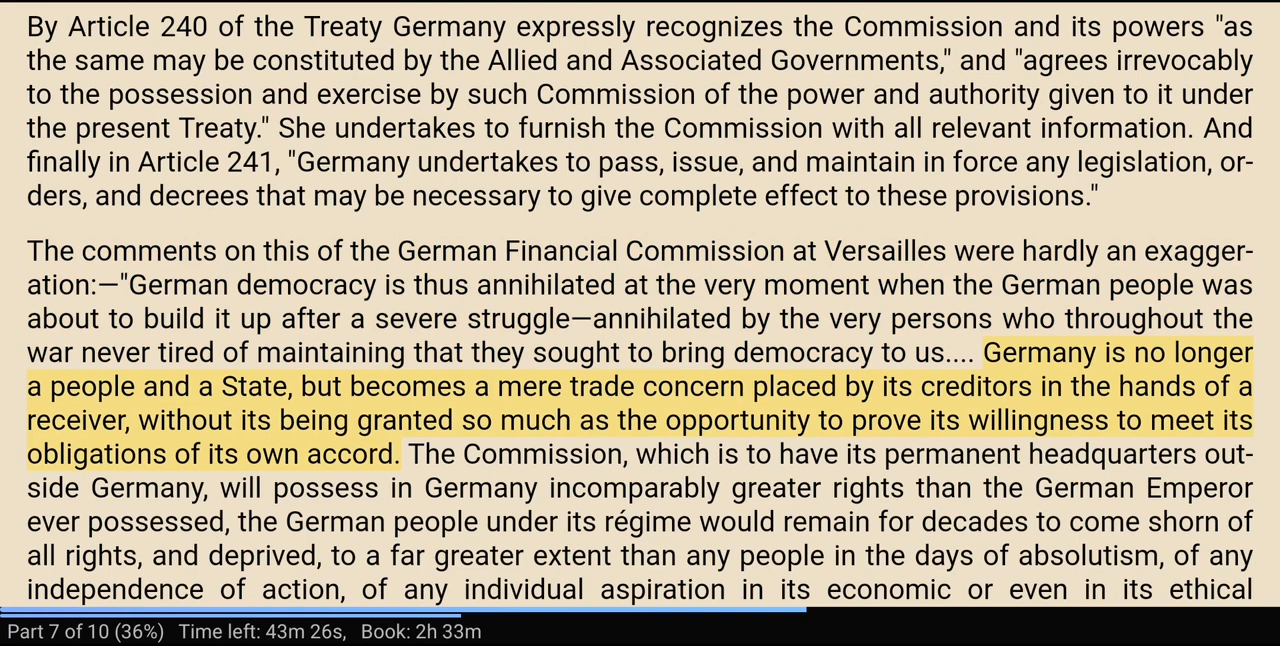 By Article 240 of the Treaty Germany expressly recognizes the Commission and its powers "as
the same may be constituted by the Allied and Associated Governments," and "agrees irrevocably
to the possession and exercise by such Commission of the power and authority given to it under
the present Treaty." She undertakes to furnish the Commission with all relevant information. And
finally in Article 241, "Germany undertakes to pass, issue, and maintain in force any legislation, or-
ders, and decrees that may be necessary to give complete effect to these provisions."
The comments on this of the German Financial Commission at Versailles were hardly an exagger-
ation:—"German democracy is thus annihilated at the very moment when the German people was
about to build it up after a severe struggle—annihilated by the very persons who throughout the
war never tired of maintaining that they sought to bring democracy to us.... Germany is no longer
a people and a State, but becomes a mere trade concern placed by its creditors in the hands of a
receiver, without its being granted so much as the opportunity to prove its willingness to meet its
obligations of its own accord. The Commission, which is to have its permanent headquarters out-
side Germany, will possess in Germany incomparably greater rights than the German Emperor
ever possessed, the German people under its régime would remain for decades to come shorn of
all rights, and deprived, to a far greater extent than any people in the days of absolutism, of any
independence of action, of any individual aspiration in its economic or even in its ethical
Part 7 of 10 (36%) Time left: 43m 26s, Book: 2h 33m